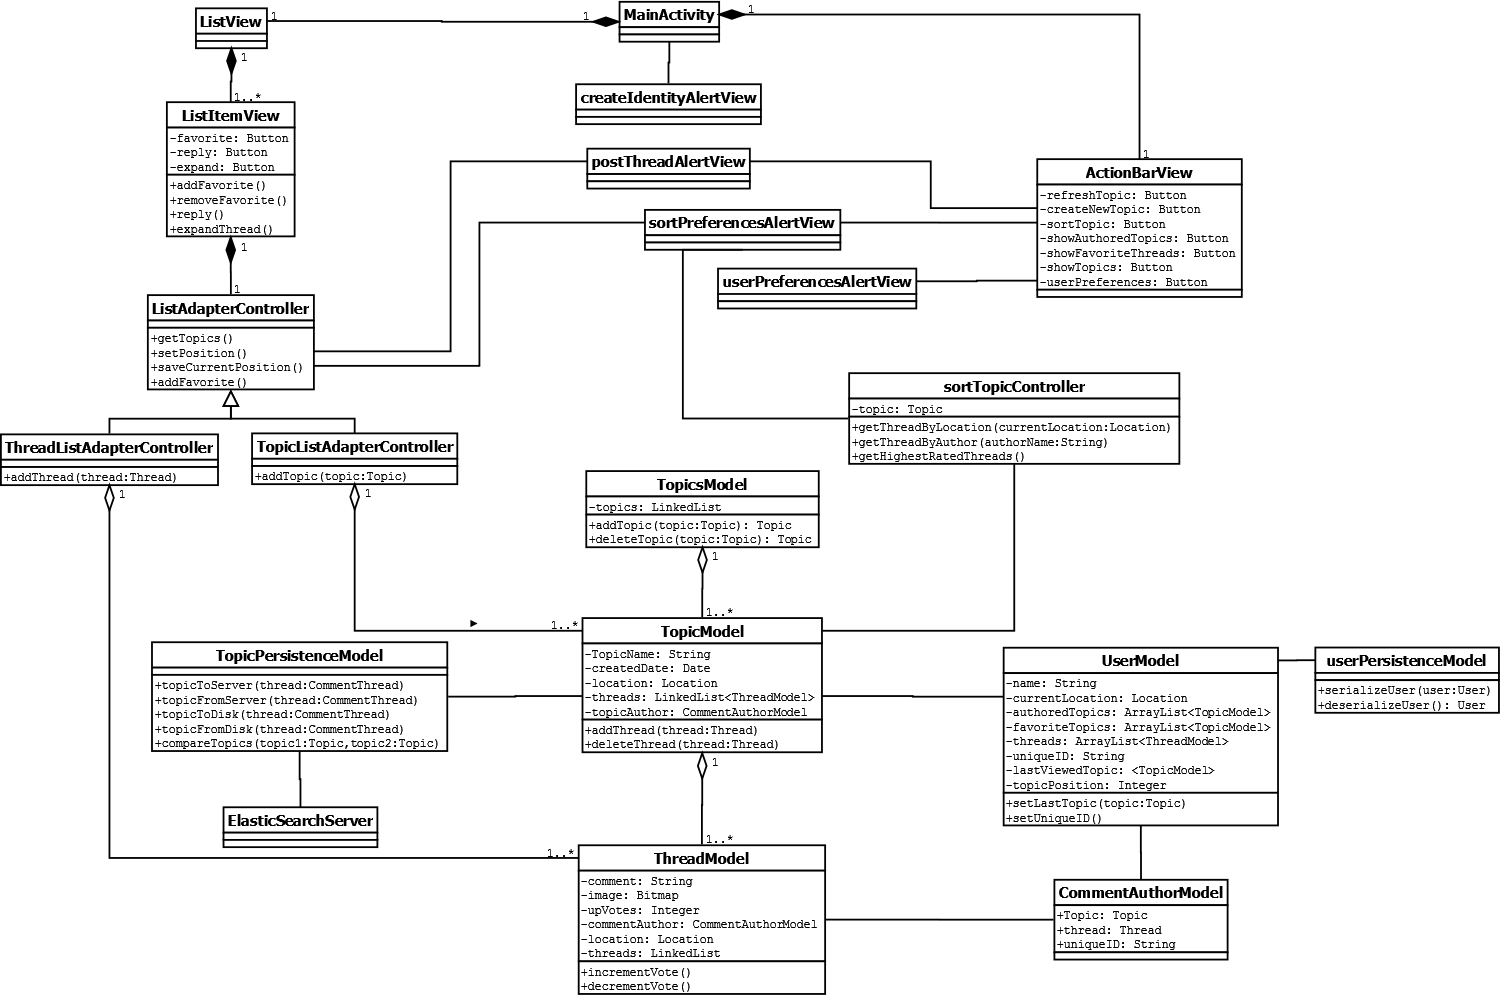 ListView
1
1
MainActivity
1
1
1..*
createIdentityAlertView
ListItemView
-favorite: Button
-reply: Button
-expand: Button
+addFavorite()
+removeFavorite()
+reply()
+expandThread()
1
1
postThreadAlertView
sortPreferencesAlertView
userPreferencesAlertView
1
ActionBarView
-refreshTopic: Button
-createNewTopic: Button
-sortTopic: Button
-showAuthoredTopics: Button
-showFavoriteThreads: Button
-showTopics: Button
-userPreferences: Button
ListAdapterController
+getTopics()
+setPosition()
+saveCurrentPosition()
+addFavorite()
sortTopicController
-topic: Topic
+getThreadByLocation(currentLocation:Location)
+getThreadByAuthor(authorName:String)
+getHighestRatedThreads()
ThreadListAdapterController
+addThread(thread:Thread)
1
TopicListAdapterController
+addTopic(topic:Topic)
1
TopicsModel
-topics: LinkedList
+addTopic(topic:Topic): Topic
+deleteTopic(topic:Topic): Topic
1
1..*
1..*
TopicModel
-TopicName: String
-createdDate: Date
-location: Location
-threads: LinkedList<ThreadModel>
-topicAuthor: CommentAuthorModel
+addThread(thread:Thread)
+deleteThread(thread:Thread)
1
TopicPersistenceModel
+topicToServer(thread:CommentThread)
+topicFromServer(thread:CommentThread)
+topicToDisk(thread:CommentThread)
+topicFromDisk(thread:CommentThread)
+compareTopics(topic1:Topic,topic2:Topic)
UserModel
-name: String
-currentLocation: Location
-authoredTopics: ArrayList<TopicModel>
-favoriteTopics: ArrayList<TopicModel>
-threads: ArrayList<ThreadModel>
-uniqueID: String
-lastViewedTopic: <TopicModel>
-topicPosition: Integer
+setLastTopic(topic:Topic)
+setUniqueID()
userPersistenceModel
+serializeUser(user:User)
+deserializeUser(): User
ElasticSearchServer
1..*
1..*
ThreadModel
-comment: String
-image: Bitmap
-upVotes: Integer
-commentAuthor: CommentAuthorModel
-location: Location
-threads: LinkedList
+incrementVote()
+decrementVote()
CommentAuthorModel
+Topic: Topic
+thread: Thread
+uniqueID: String